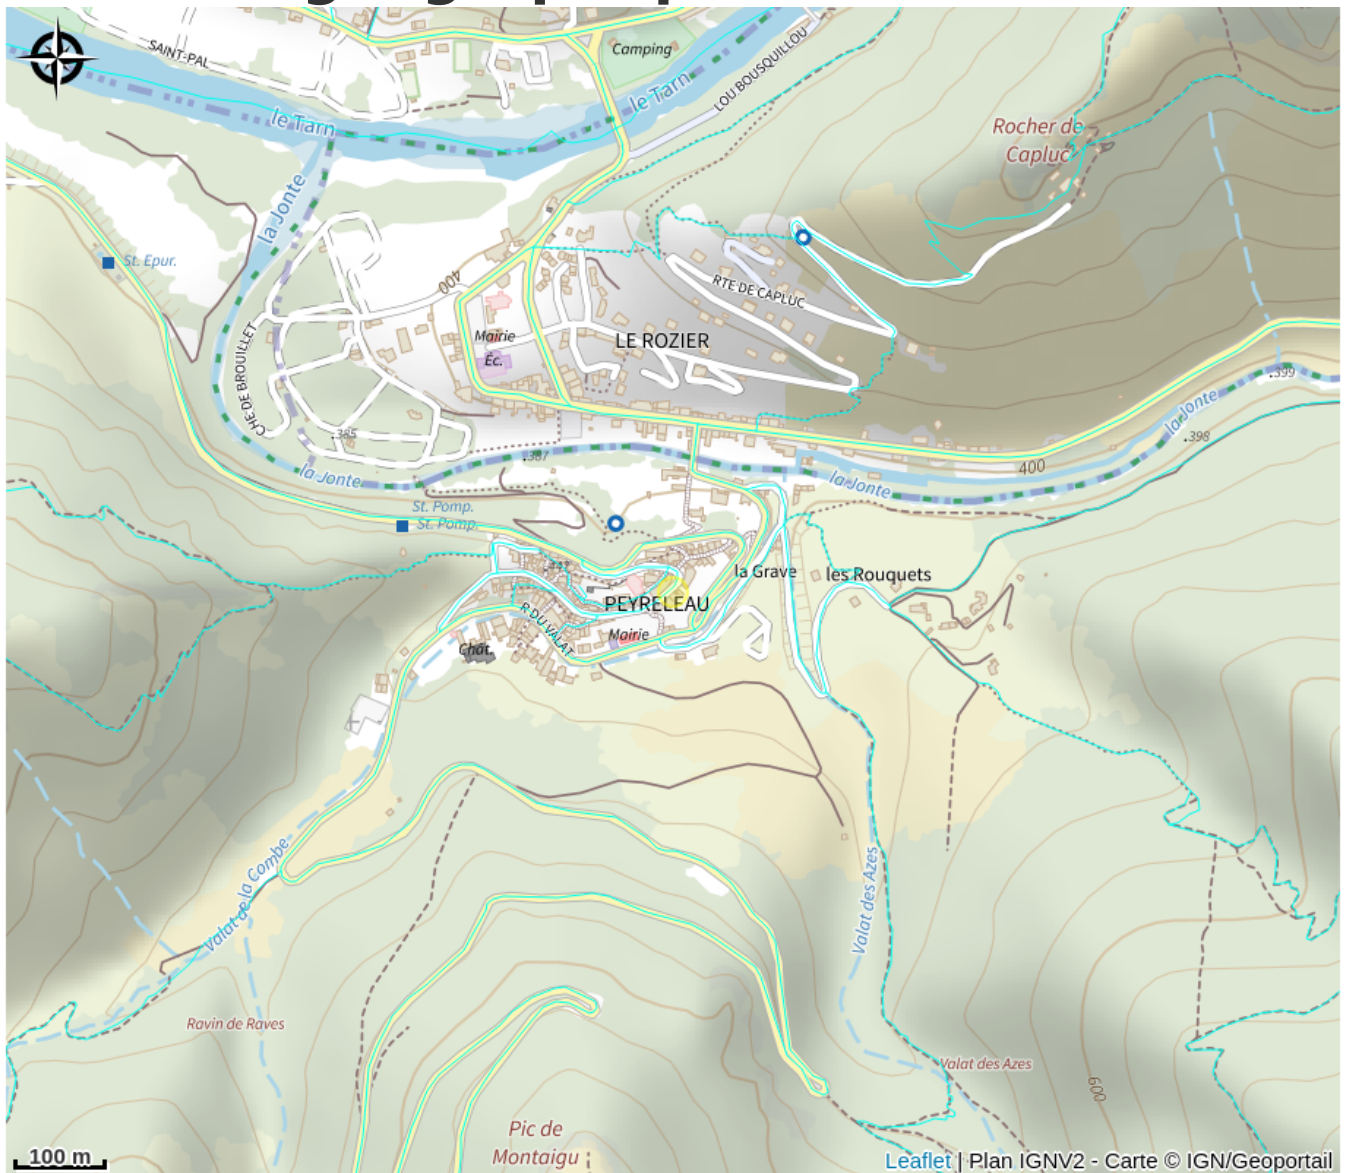 SAINT-PAL
Camping
LOU BOUSQUILLOU
le Tarn
le Tarn
Rocher de
Capluc
la Jonte
St. Epur.
400
RTE DE CAPLUC
Mairie
Éc.
LE ROZIER
CHE DE BROUILLET
.399
la Jonte
.385
.387
.398
400
la Jonte
la Jonte
St. Pomp.
St. Pomp.
la Grave
les Rouquets
PEYRELEAU
R DU VALAT
Mairie
Chât.
Valat de la Combe
Valat des Azes
Ravin de Raves
Valat des Azes
600
Pic de
Montaigu
100 m
Leaflet | Plan IGNV2 - Carte © IGN/Geoportail